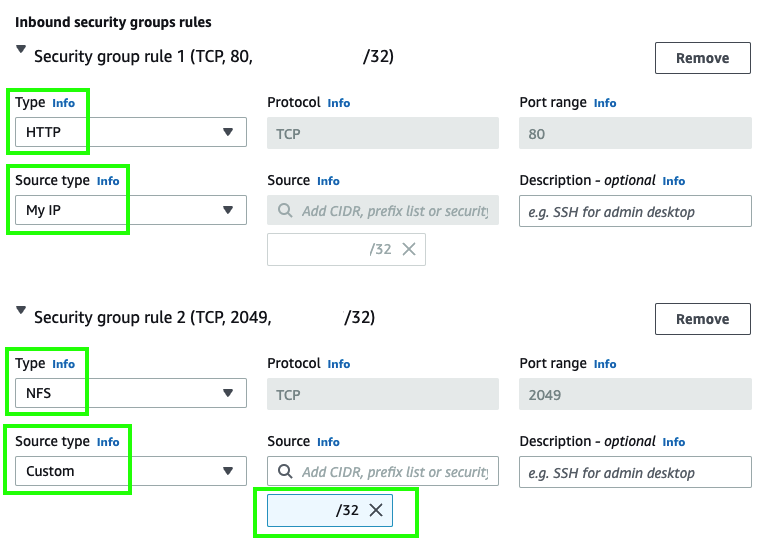 Inbound security groups rules
Security group rule 1 (TCP, 80, /32)
Remove
Type Info
Protocol Info
Port range Info
HTTP
TCP
80
Source type Info
Source Info
Description - optional Info
My IP
Add CIDR, prefix list or security
e.g. SSH for admin desktop
/32
Security group rule 2 (TCP, 2049, /32)
Remove
Type Info
Protocol Info
Port range Info
NFS
TCP
2049
Source type Info
Source Info
Description - optional Info
Custom
Add CIDR, prefix list or security
e.g. SSH for admin desktop
/32